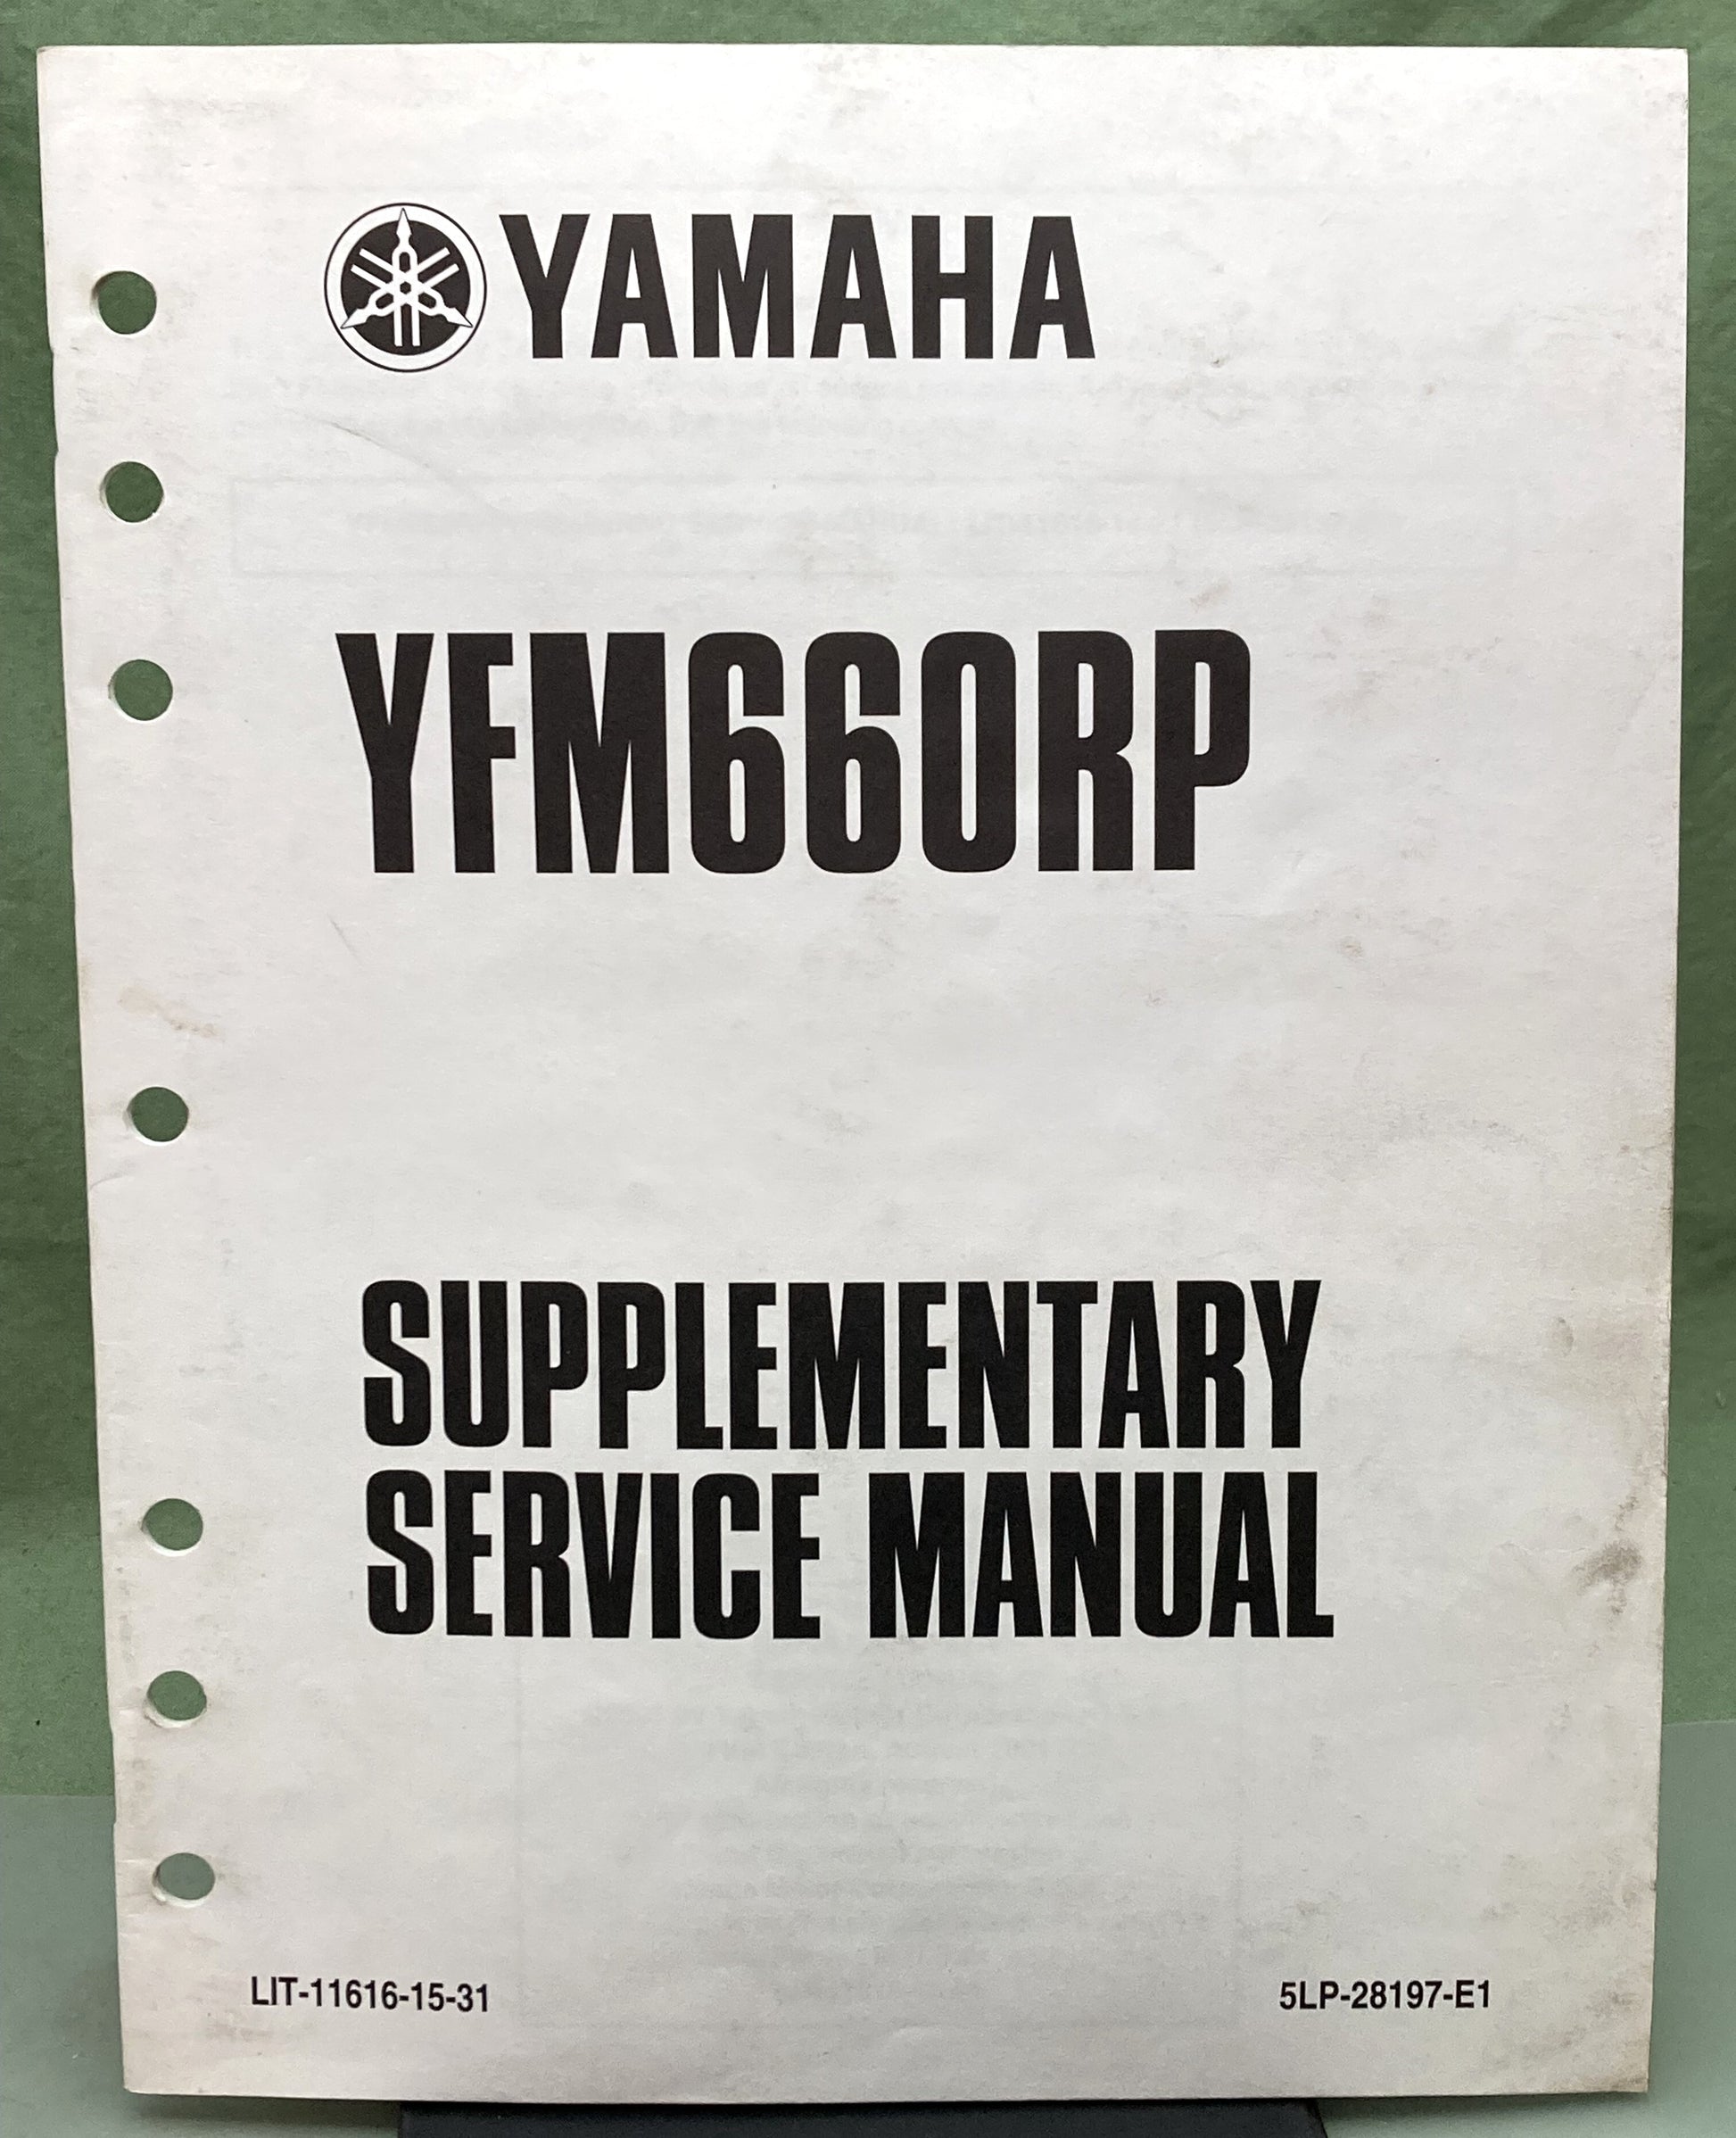 YAMAHA
YFM660RP
SUPPLEMENTARY
SERVICE MANUAL
LIT-11616-15-31
5LP-28197-E1